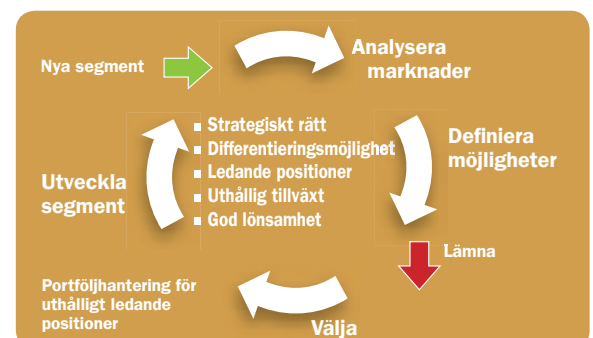 Nya segment
Analysera
marknader
Strategiskt rätt
Differentieringsmöjlighet
Ledande positioner
Uthållig tillväxt
God lönsamhet
Definiera
möjligheter
Utveckla
segment
Lämna
Portföljhantering för
uthålligt ledande
positioner
Välja